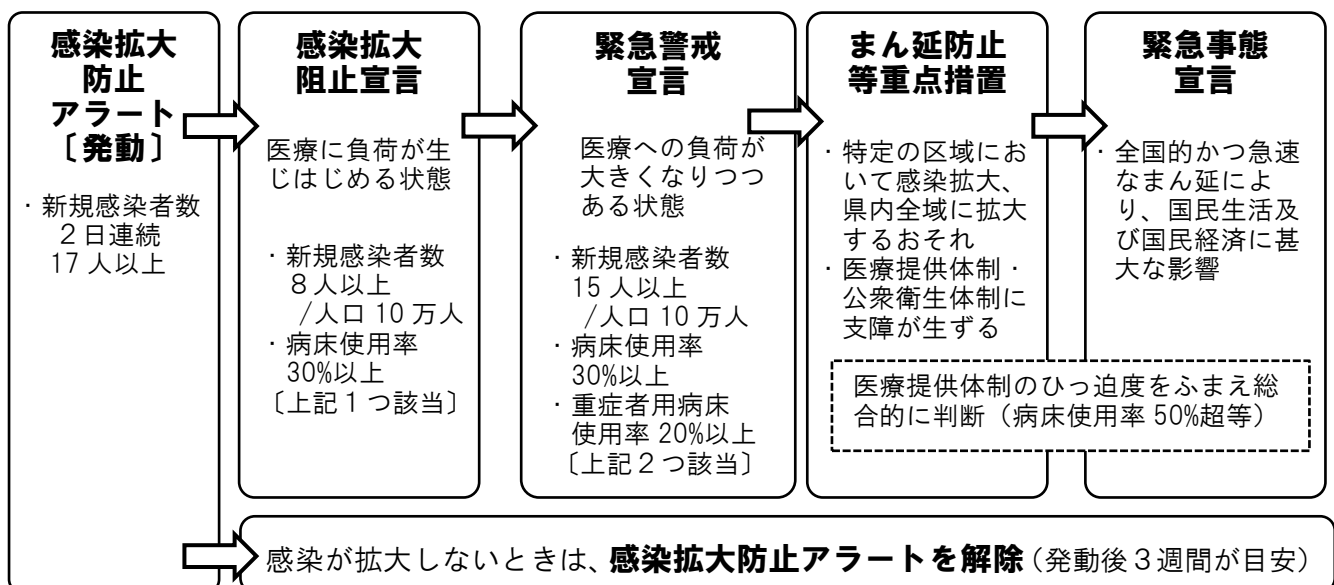 感染拡大
防止
アラート
〔発動〕
・新規感染者数
２日連続
17人以上
感染拡大
阻止宣言
医療に負荷が生
じはじめる状態
・新規感染者数
８人以上
/人口10万人
・病床使用率
30%以上
〔上記１つ該当〕
緊急警戒
宣言
医療への負荷が
大きくなりつつ
ある状態
・新規感染者数
15人以上
/人口10万人
・病床使用率
30%以上
・重症者用病床
使用率20%以上
〔上記２つ該当〕
まん延防止
等重点措置
・特定の区域にお
いて感染拡大、
県内全域に拡大
するおそれ
・医療提供体制・
公衆衛生体制に
支障が生ずる
緊急事態
宣言
・全国的かつ急速
なまん延によ
り、国民生活及
び国民経済に甚
大な影響
医療提供体制のひっ迫度をふまえ総
合的に判断（病床使用率50%超等）
感染が拡大しないときは、感染拡大防止アラートを解除（発動後３週間が目安）